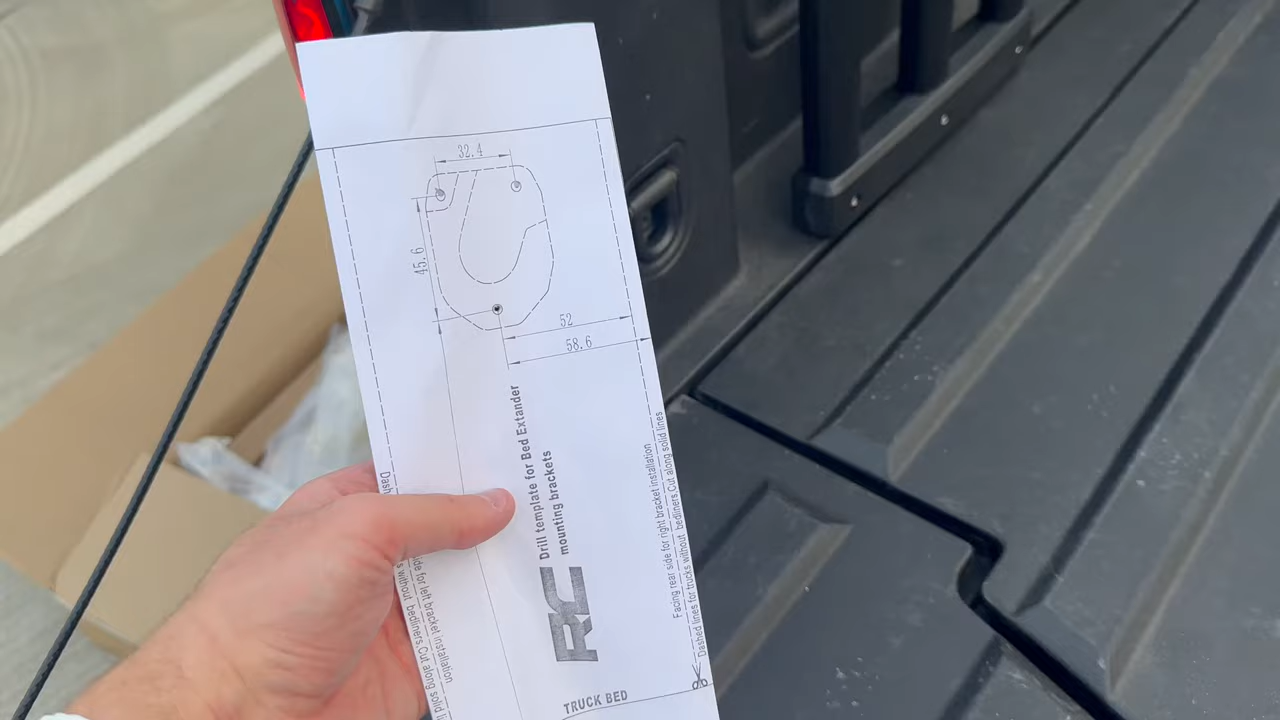 32.4
45.6
52
58.6
Drill template for Bed Extander
mounting brackets
RC
Facing rear side for right bracket installation
Dashed lines for trucks without bedliners,Cut along solid lines
Dash
ide for left bracket installation
s without bedliners,Cut along solid li
TRUCK BED